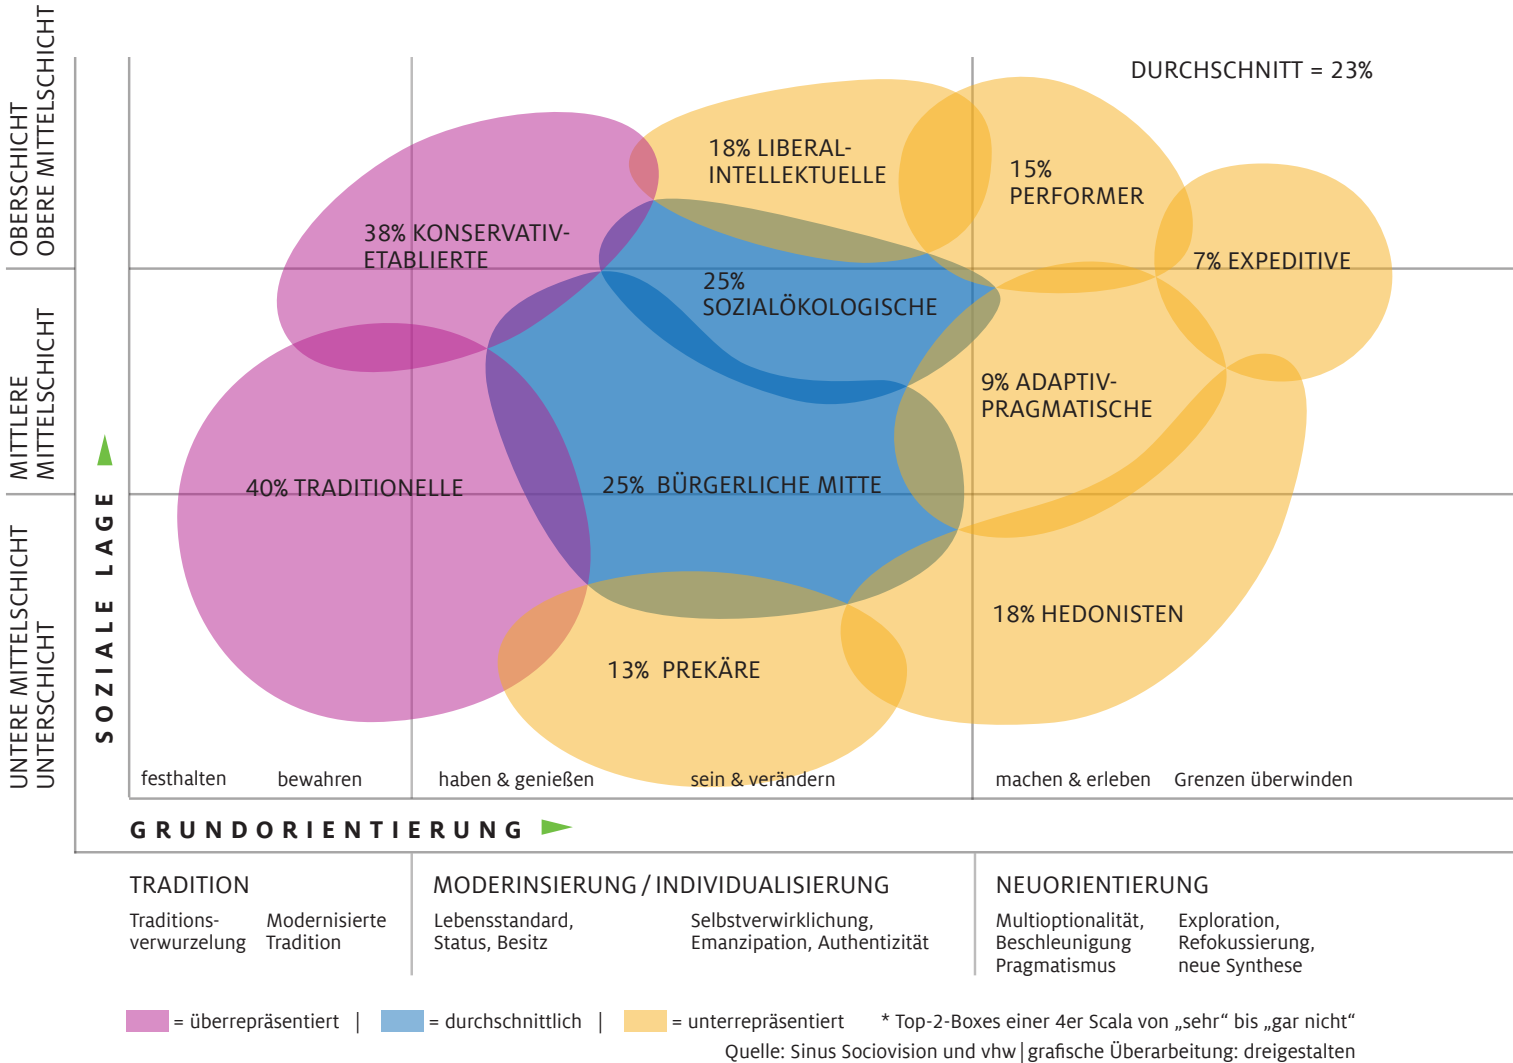 OBERSCHICHT
OBERE MITTELSCHICHT
MITTLERE
MITTELSCHICHT
UNTERE MITTELSCHICHT
UNTERSCHICHT
SOZIALE LAGE
DURCHSCHNITT = 23%
18% LIBERAL-
INTELLEKTUELLE
15%
PERFORMER
38% KONSERVATIV-
ETABLIERTE
7% EXPEDITIVE
25%
SOZIALÖKOLOGISCHE
9% ADAPTIV-
PRAGMATISCHE
40% TRADITIONELLE
25% BÜRGERLICHE MITTE
18% HEDONISTEN
13% PREKÄRE
festhalten
bewahren
haben & genießen
sein & verändern
machen & erleben
Grenzen überwinden
GRUNDORIENTIERUNG
TRADITION
Traditions-
verwurzelung
Modernisierte
Tradition
MODERINSIERUNG / INDIVIDUALISIERUNG
Lebensstandard,
Status, Besitz
Selbstverwirklichung,
Emanzipation, Authentizität
NEUORIENTIERUNG
Multioptionalität,
Beschleunigung
Pragmatismus
Exploration,
Refokussierung,
neue Synthese
= überrepräsentiert | = durchschnittlich | = unterrepräsentiert * Top-2-Boxes einer 4er Scala von „sehr“ bis „gar nicht“
Quelle: Sinus Sociovision und vhw | grafische Überarbeitung: dreigestalten